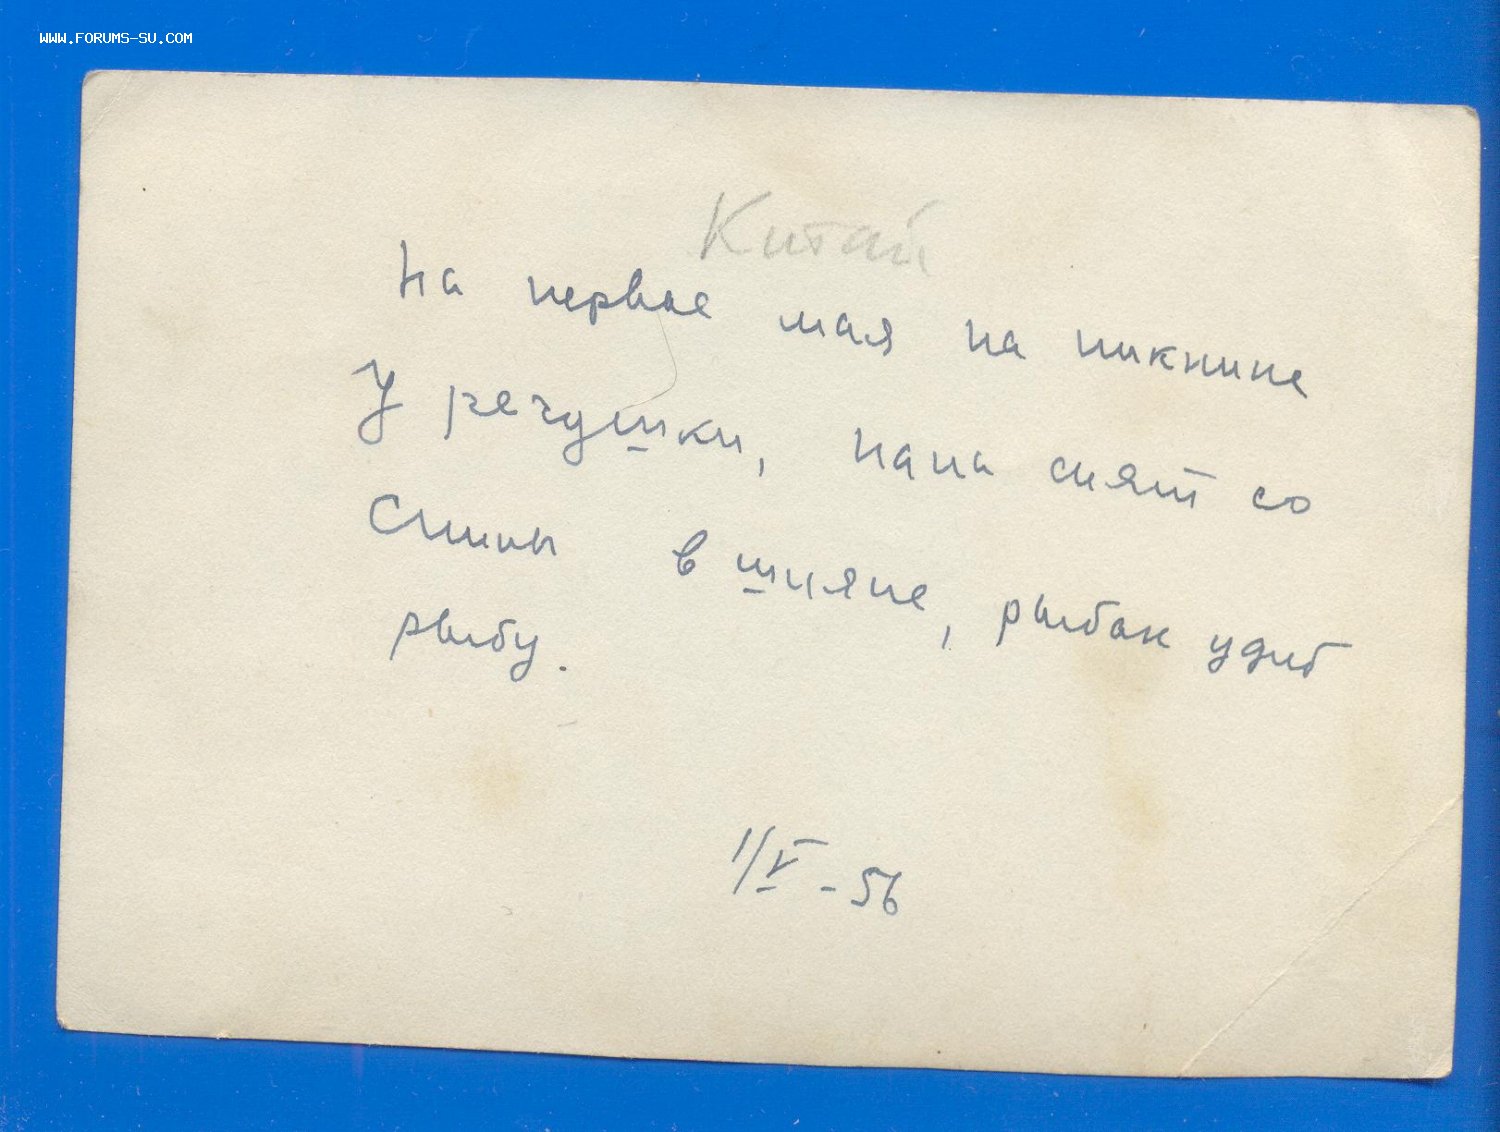 WWW.FORUMS-SU.COM
Китай
На первое мая на пикнике
У речушки, папа снят со
Спины в шляпе, рыбак удит
рыбу.
1/V - 56